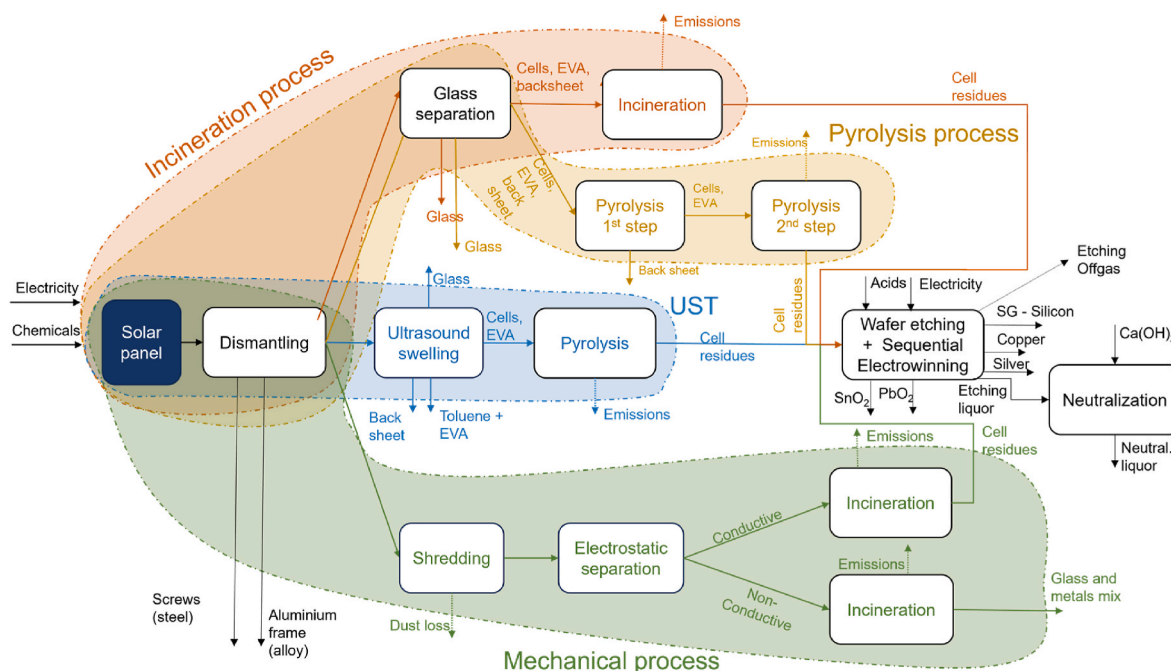 Incineration process
Emissions
Glass
separation
Cells, EVA,
backsheet
Incineration
Cell
residues
Pyrolysis process
Emissions
Cells,
EVA,
back
sheet
Pyrolysis
1st step
Cells,
EVA
Pyrolysis
2nd step
Glass
Glass
Back sheet
Etching
Offgas
Electricity
Chemicals
Solar
panel
Dismantling
Glass
UST
Ultrasound
swelling
Cells,
EVA
Pyrolysis
Cell
residues
Cell
residues
Acids
Electricity
Wafer etching
+ Sequential
Electrowinning
SG - Silicon
Copper
Silver
Etching
liquor
SnO2
PbO2
Ca(OH)
Neutralization
Neutral.
liquor
Back
sheet
Toluene +
EVA
Emissions
Emissions
Cell
residues
Incineration
Shredding
Electrostatic
separation
Conductive
Non-
Conductive
Emissions
Incineration
Glass and
metals mix
Dust loss
Screws
(steel)
Aluminium
frame
(alloy)
Mechanical process